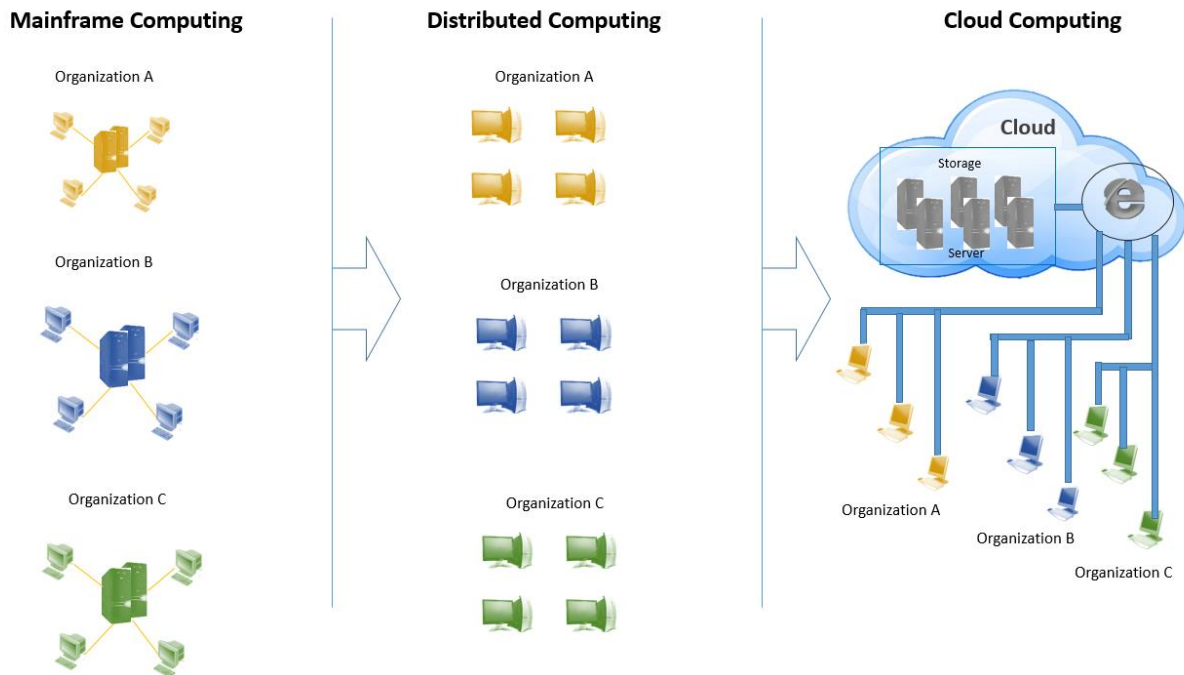 Mainframe Computing
Organization A
Organization B
Organization C
Distributed Computing
Organization A
Organization B
Organization C
Cloud Computing
Cloud
Storage
Server
Organization A
Organization B
Organization C